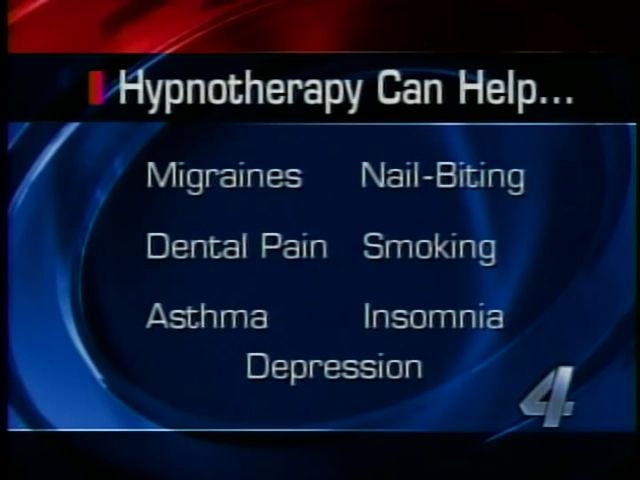 Hypnotherapy Can Help...
Migraines Nail-Biting
Dental Pain Smoking
Asthma Insomnia
Depression
4